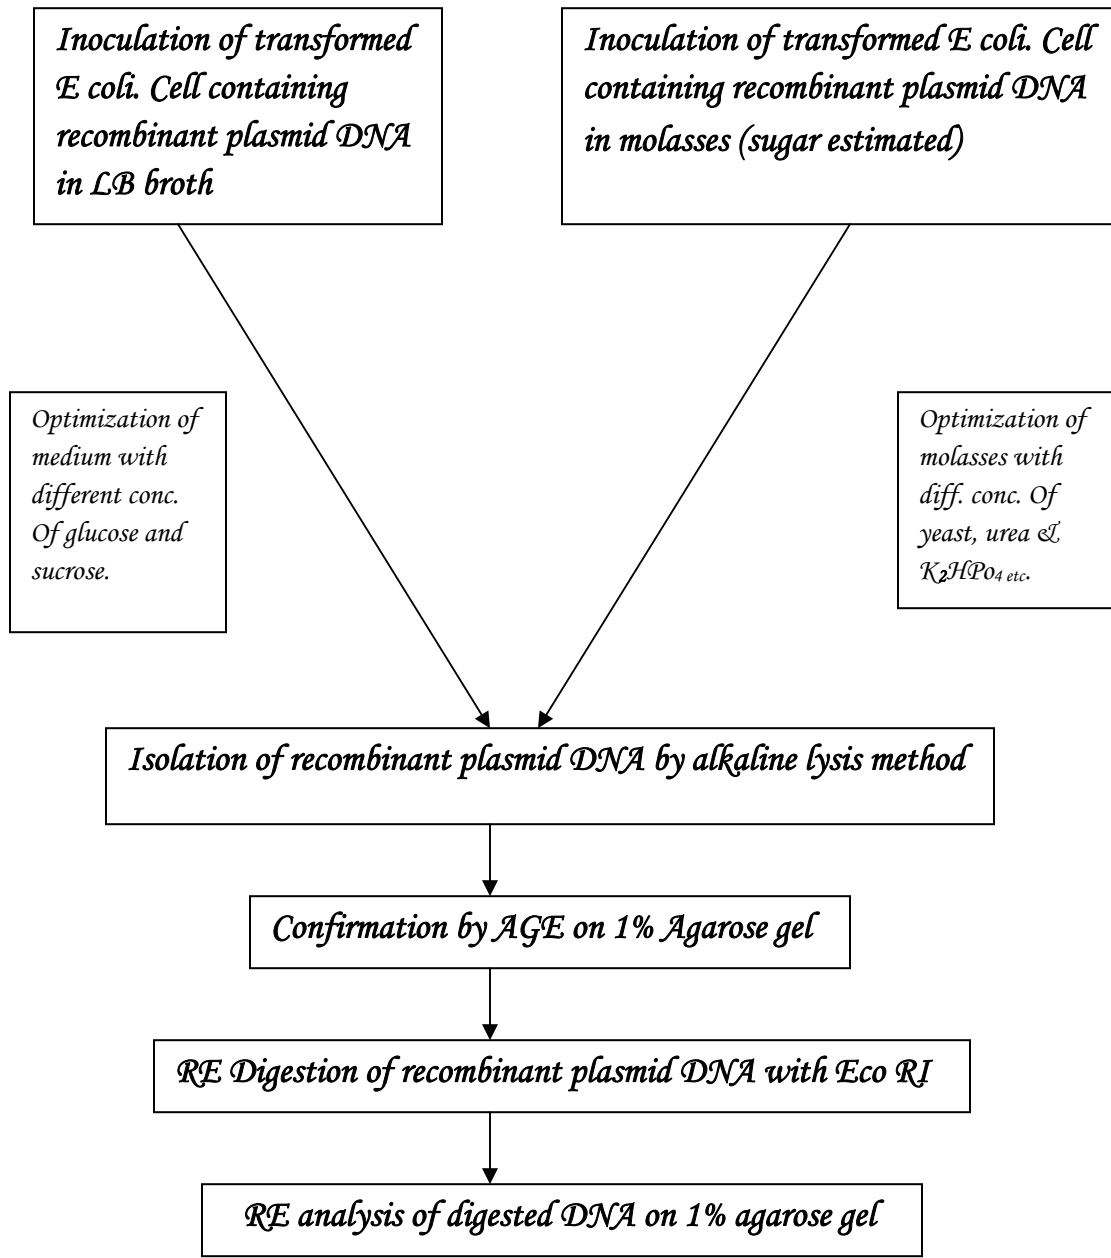 Inoculation of transformed
E coli. Cell containing
recombinant plasmid DNA
in LB broth
Inoculation of transformed E coli. Cell
containing recombinant plasmid DNA
in molasses (sugar estimated)
Optimization of
medium with
different conc.
Of glucose and
sucrose.
Optimization of
molasses with
diff. conc. Of
yeast, urea &
K₂HPo₄ etc.
Isolation of recombinant plasmid DNA by alkaline lysis method
Confirmation by AGE on 1% Agarose gel
RE Digestion of recombinant plasmid DNA with Eco RI
RE analysis of digested DNA on 1% agarose gel